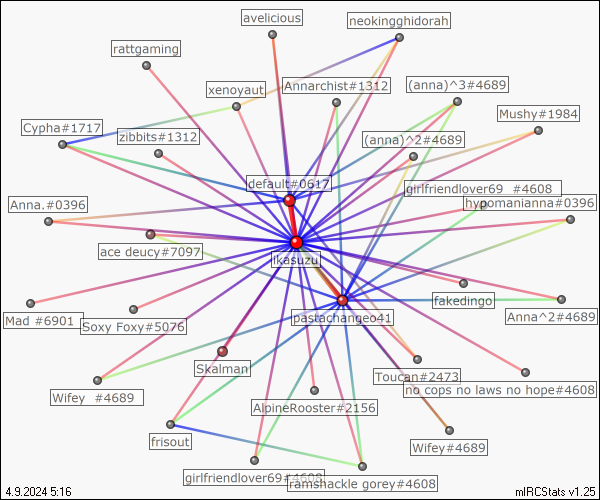 avelicious
neokingghidorah
rattgaming
xenoyaut
Annarchist#1312
(anna)^3#4689
Mushy#1984
Cypha#1717
zibbits#1312
(anna)^2#4689
default#0617
girlfriendlover69__#4608
Anna.#0396
hypomanianna#0396
ace deucy#7097
ikasuzu
fakedingo
Mad #6901
Soxy Foxy#5076
pastachangeo41
Anna^2#4689
Skalman
Toucan#2473
no cops no laws no hope#4608
Wifey__#4689
AlpineRooster#2156
frisout
Wifey#4689
girlfriendlover69#4608
ramshackle gorey#4608
4.9.2024 5:16
mIRCStats v1.25